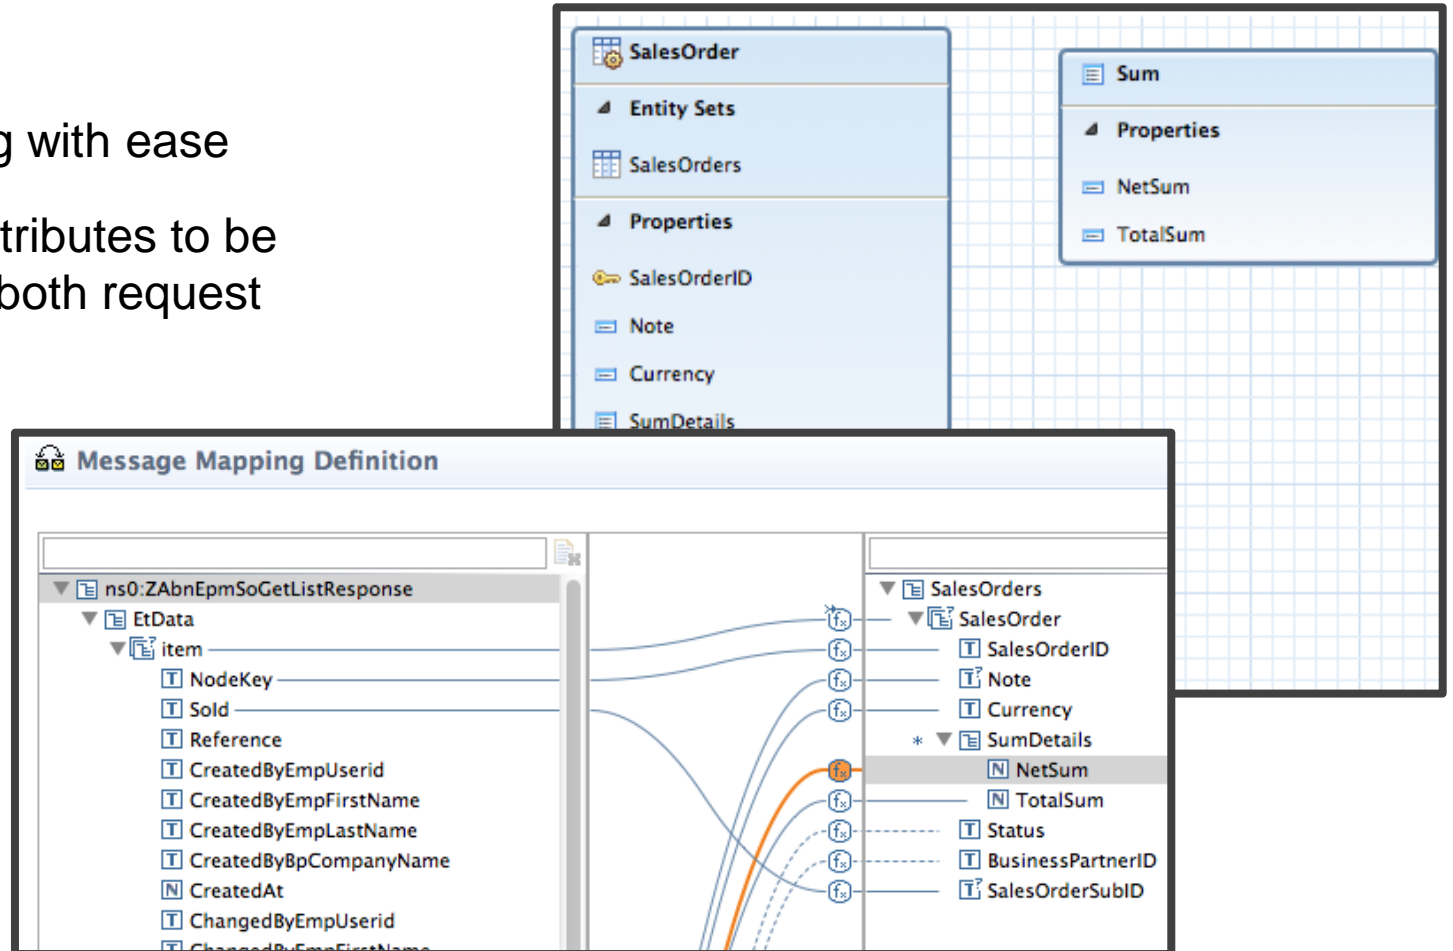 g with ease
tributes to be
both request
SalesOrder
Entity Sets
SalesOrders
Properties
SalesOrderID
Note
Currency
SumDetails
Sum
Properties
NetSum
TotalSum
Message Mapping Definition
ns0:ZAbnEpmSoGetListResponse
EtData
item
NodeKey
SoId
Reference
CreatedByEmpUserid
CreatedByEmpFirstName
CreatedByEmpLastName
CreatedByBpCompanyName
CreatedAt
ChangedByEmpUserid
ChangedByEmpFirstName
SalesOrders
SalesOrder
SalesOrderID
Note
Currency
* SumDetails
NetSum
TotalSum
Status
BusinessPartnerID
SalesOrderSubID